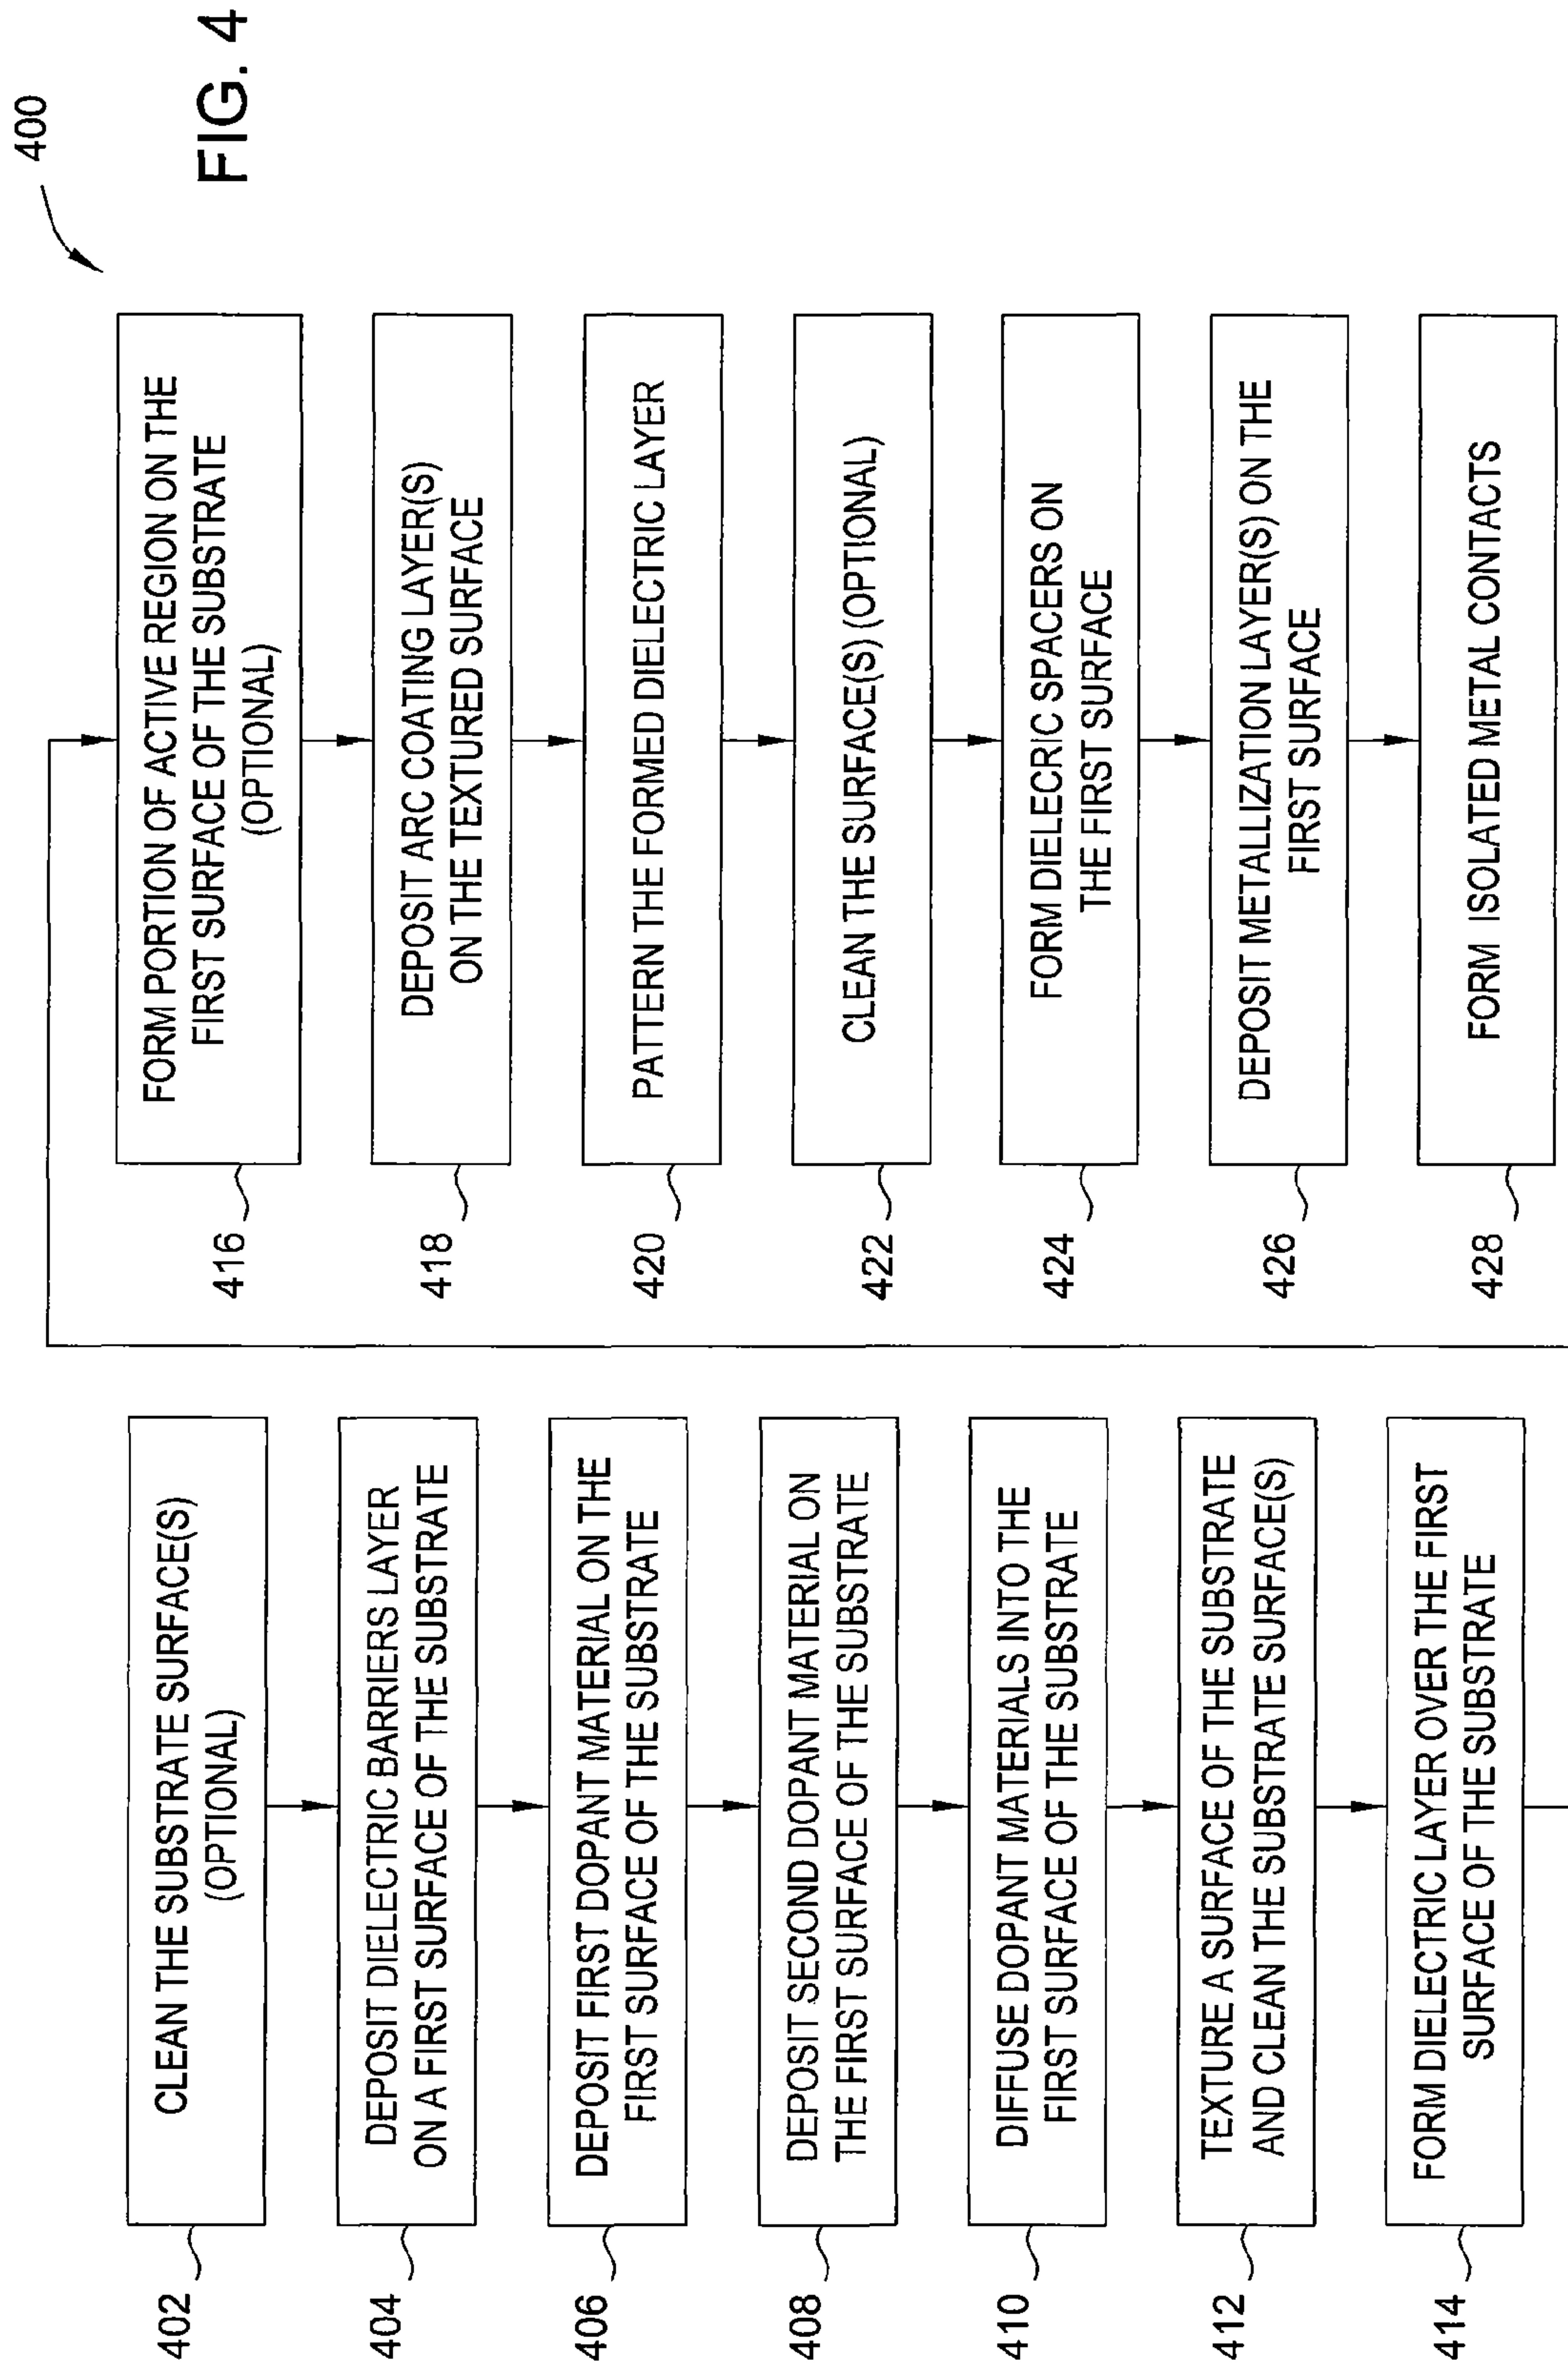 400
FIG. 4
402
CLEAN THE SUBSTRATE SURFACE(S)
(OPTIONAL)
404
DEPOSIT DIELECTRIC BARRIERS LAYER
ON A FIRST SURFACE OF THE SUBSTRATE
406
DEPOSIT FIRST DOPANT MATERIAL ON THE
FIRST SURFACE OF THE SUBSTRATE
408
DEPOSIT SECOND DOPANT MATERIAL ON
THE FIRST SURFACE OF THE SUBSTRATE
410
DIFFUSE DOPANT MATERIALS INTO THE
FIRST SURFACE OF THE SUBSTRATE
412
TEXTURE A SURFACE OF THE SUBSTRATE
AND CLEAN THE SUBSTRATE SURFACE(S)
414
FORM DIELECTRIC LAYER OVER THE FIRST
SURFACE OF THE SUBSTRATE
416
FORM PORTION OF ACTIVE REGION ON THE
FIRST SURFACE OF THE SUBSTRATE
(OPTIONAL)
418
DEPOSIT ARC COATING LAYER(S)
ON THE TEXTURED SURFACE
420
PATTERN THE FORMED DIELECTRIC LAYER
422
CLEAN THE SURFACE(S) (OPTIONAL)
424
FORM DIELECRIC SPACERS ON
THE FIRST SURFACE
426
DEPOSIT METALLIZATION LAYER(S) ON THE
FIRST SURFACE
428
FORM ISOLATED METAL CONTACTS